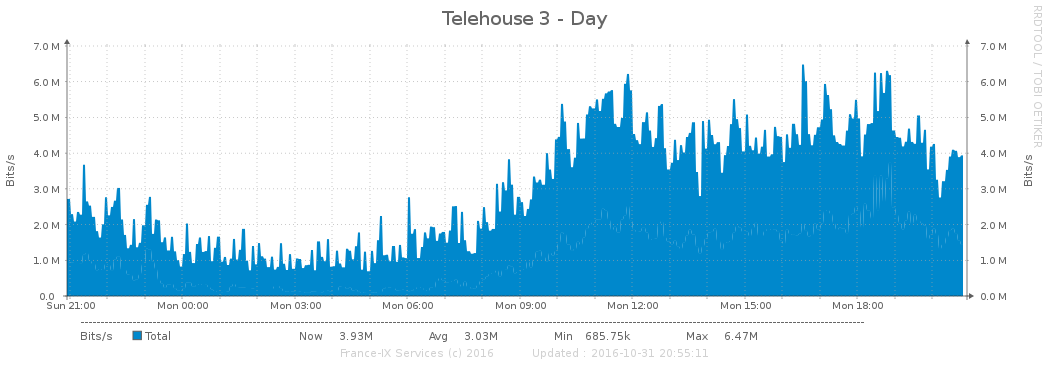 Telehouse 3 - Day
RRDTOOL / TOBI OETIKER
7.0 M 7.0 M
6.0 M 6.0 M
5.0 M 5.0 M
4.0 M 4.0 M
3.0 M 3.0 M
2.0 M 2.0 M
1.0 M 1.0 M
0.0 0.0 M
Bits/s
Bits/s
Sun 21:00 Mon 00:00 Mon 03:00 Mon 06:00 Mon 09:00 Mon 12:00 Mon 15:00 Mon 18:00
Bits/s Total Now 3.93M Avg 3.03M Min 685.75k Max 6.47M
France-IX Services (c) 2016 Updated : 2016-10-31 20:55:11